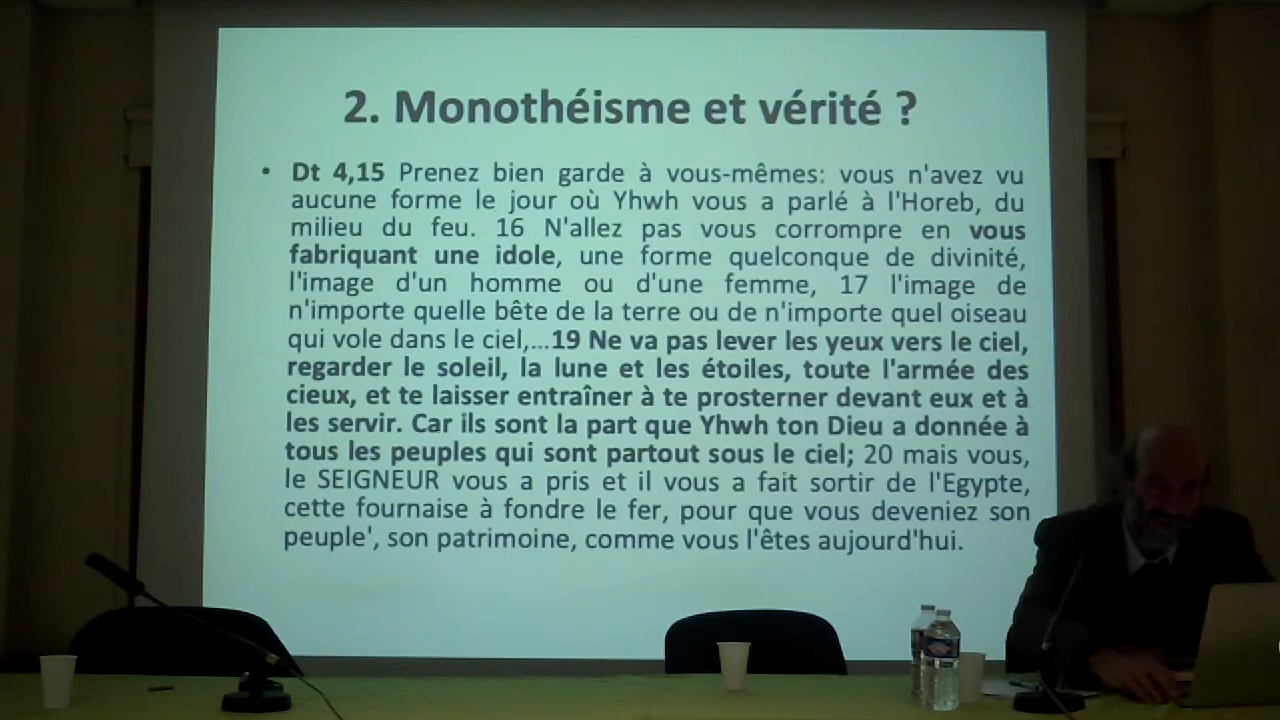 2. Monothéisme et vérité ?
• Dt 4,15 Prenez bien garde à vous-mêmes: vous n'avez vu
aucune forme le jour où Yhwh vous a parlé à l'Horeb, du
milieu du feu. 16 N'allez pas vous corrompre en vous
fabriquant une idole, une forme quelconque de divinité,
l'image d'un homme ou d'une femme, 17 l'image de
n'importe quelle bête de la terre ou de n'importe quel oiseau
qui vole dans le ciel,...19 Ne va pas lever les yeux vers le ciel,
regarder le soleil, la lune et les étoiles, toute l'armée des
cieux, et te laisser entraîner à te prosterner devant eux et à
les servir. Car ils sont la part que Yhwh ton Dieu a donnée à
tous les peuples qui sont partout sous le ciel; 20 mais vous,
le SEIGNEUR vous a pris et il vous a fait sortir de l'Egypte,
cette fournaise à fondre le fer, pour que vous deveniez son
peuple', son patrimoine, comme vous l'êtes aujourd'hui.